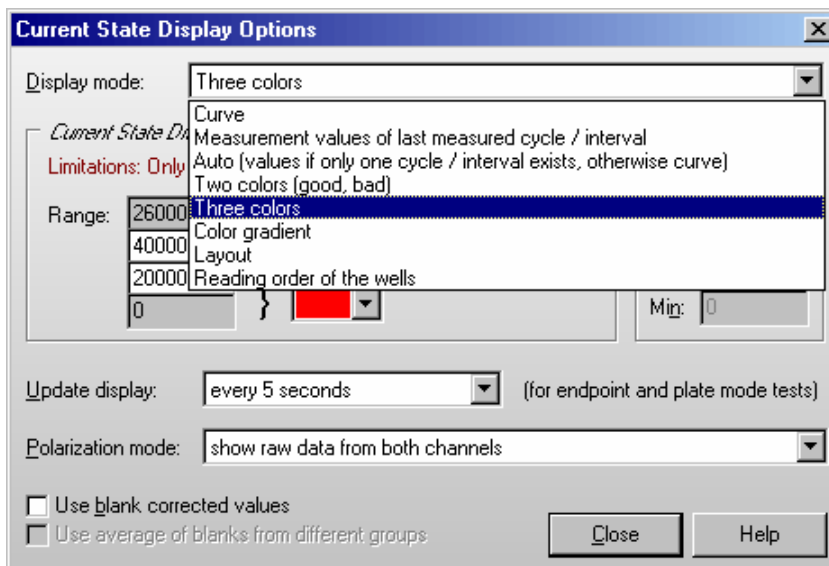 Current State Display Options
Display mode: Three colors
Curve
Measurement values of last measured cycle / interval
Auto (values if only one cycle / interval exists, otherwise curve)
Two colors (good, bad)
Three colors
Color gradient
Layout
Reading order of the wells
Current State Di
Limitations: Only
Range: 26000
40000
20000
0 }
Min: 0
Update display: every 5 seconds (for endpoint and plate mode tests)
Polarization mode: show raw data from both channels
Use blank corrected values
Use average of blanks from different groups
Close Help